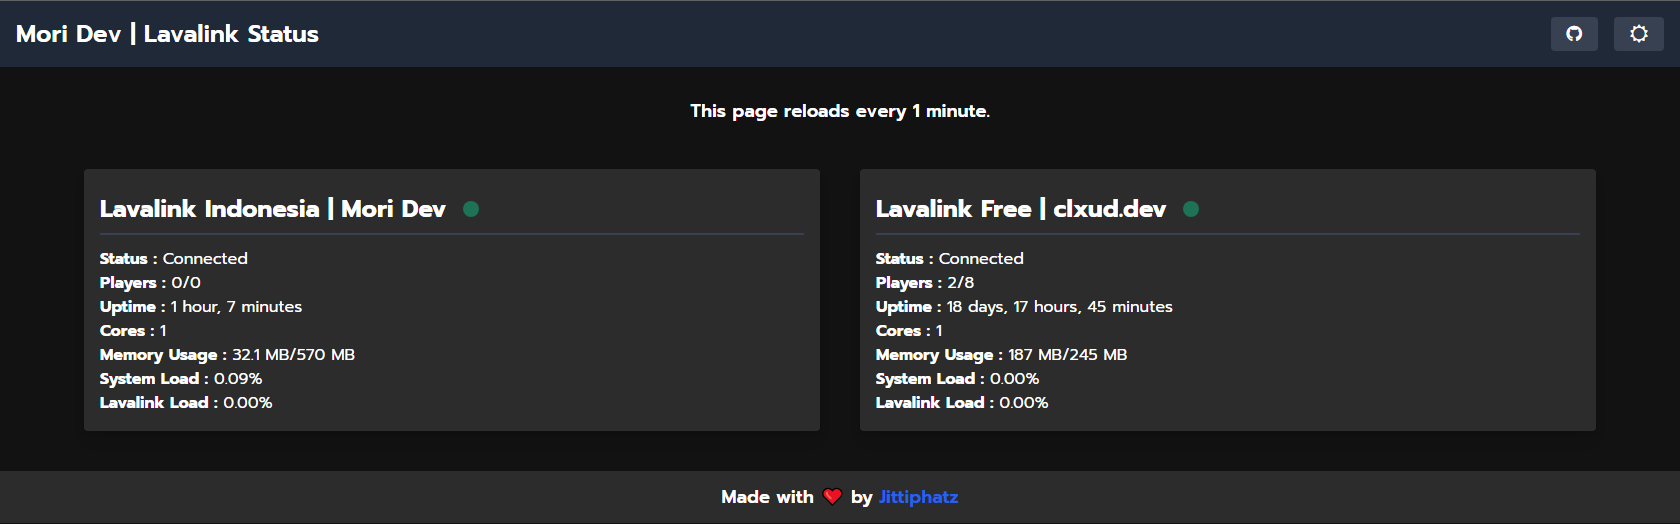 Mori Dev | Lavalink Status
This page reloads every 1 minute.
Lavalink Indonesia | Mori Dev
Status : Connected
Players : 0/0
Uptime : 1 hour, 7 minutes
Cores : 1
Memory Usage : 32.1 MB/570 MB
System Load : 0.09%
Lavalink Load : 0.00%
Lavalink Free | clxud.dev
Status : Connected
Players : 2/8
Uptime : 18 days, 17 hours, 45 minutes
Cores : 1
Memory Usage : 187 MB/245 MB
System Load : 0.00%
Lavalink Load : 0.00%
Made with ❤️ by Jittiphatz